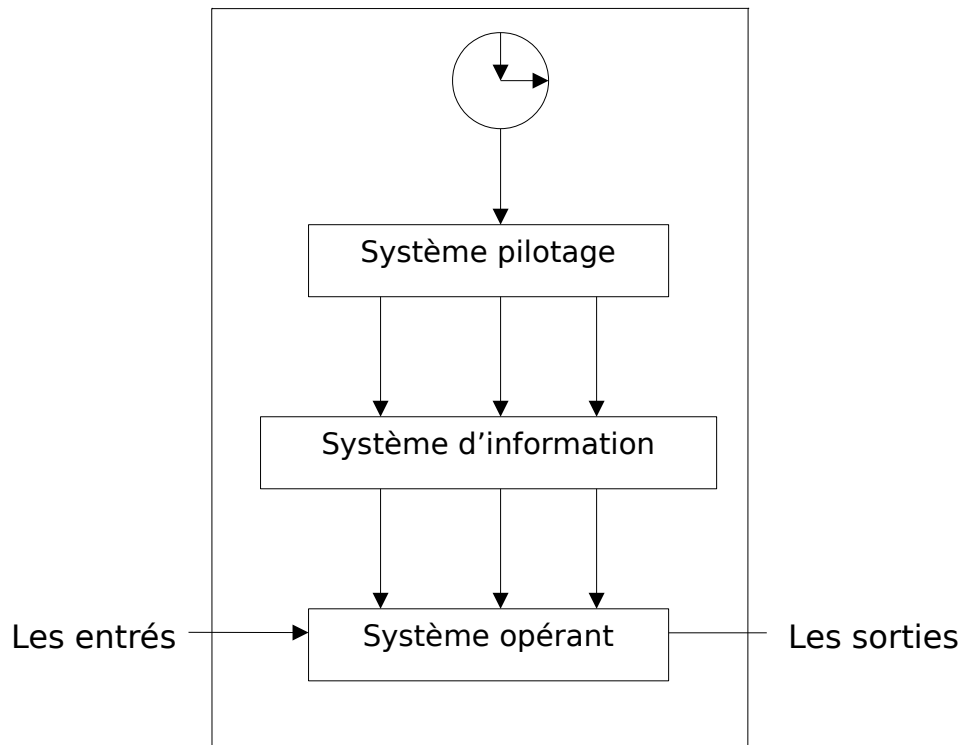 Système pilotage
Système d’information
Les entrés
Système opérant
Les sorties